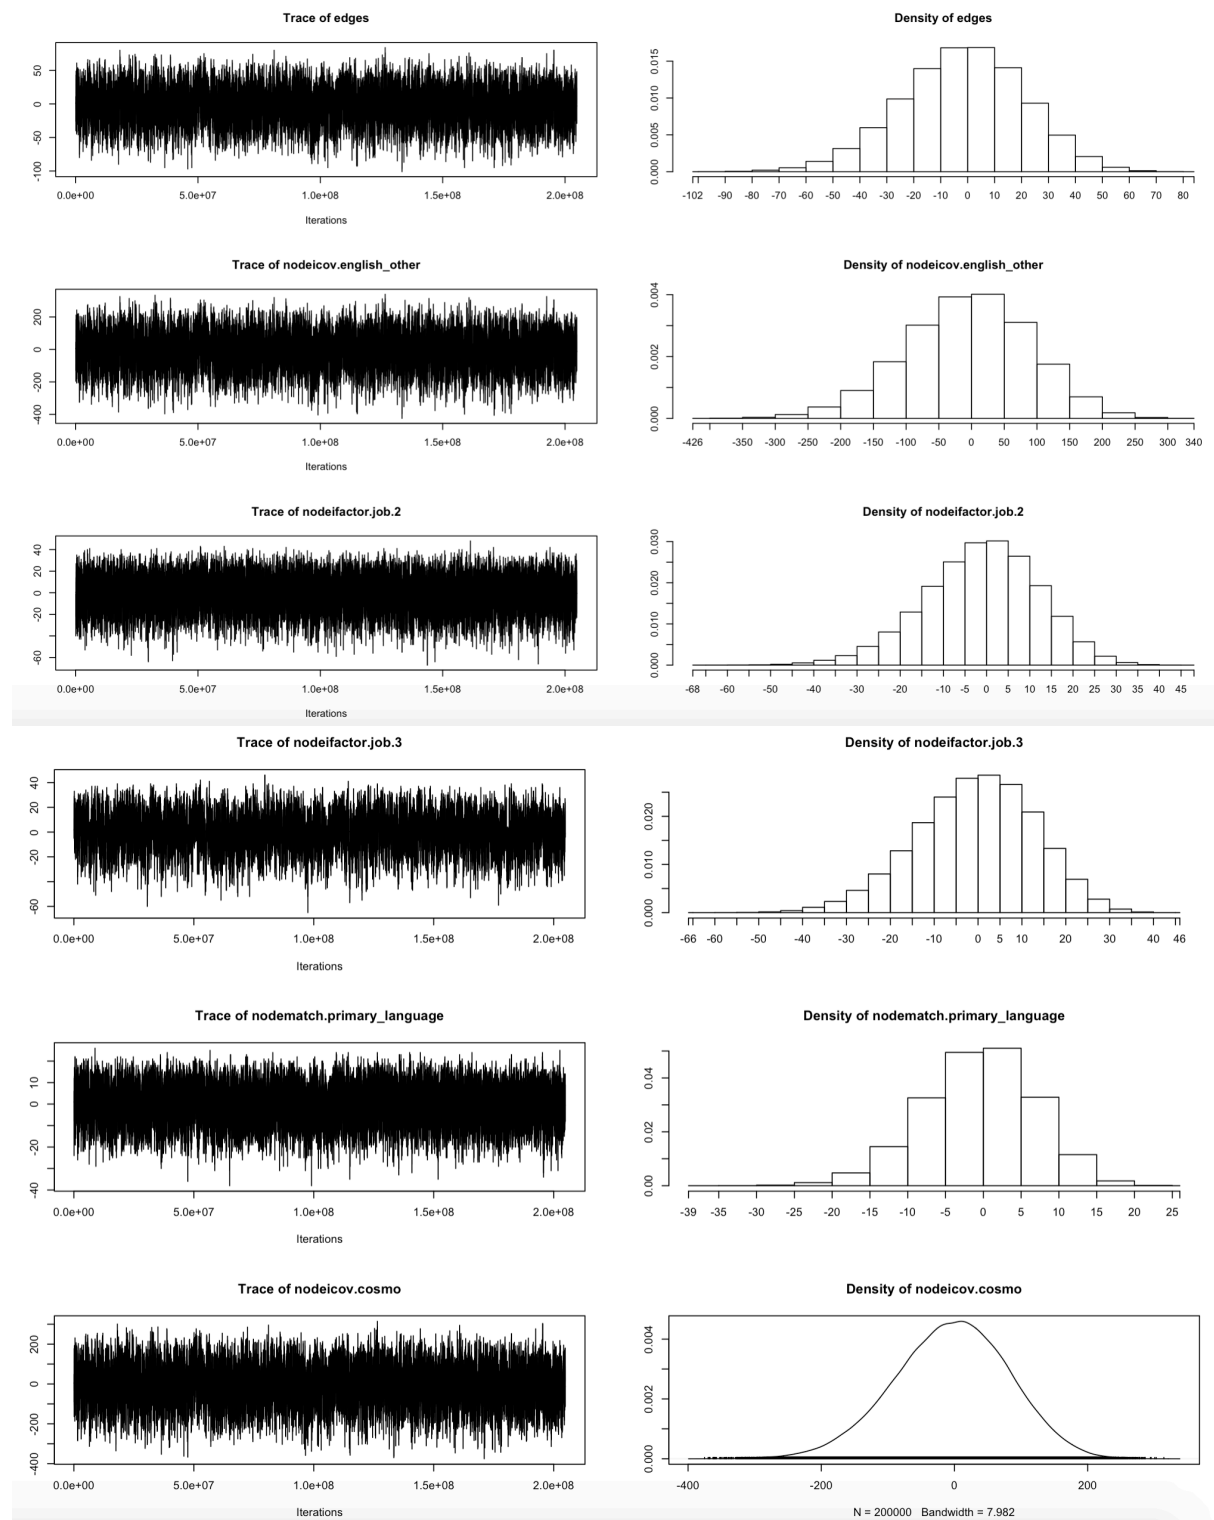 Trace of edges
50
0
-50
-100
0.0e+00 5.0e+07 1.0e+08 1.5e+08 2.0e+08
Iterations
Density of edges
0.015
0.010
0.005
0.000
-102 -90 -80 -70 -60 -50 -40 -30 -20 -10 0 10 20 30 40 50 60 70 80
Trace of nodeicov.english_other
200
0
-200
-400
0.0e+00 5.0e+07 1.0e+08 1.5e+08 2.0e+08
Iterations
Density of nodeicov.english_other
0.004
0.002
0.000
-426 -350 -300 -250 -200 -150 -100 -50 0 50 100 150 200 250 300 340
Trace of nodeifactor.job.2
40
20
0
-20
-60
0.0e+00 5.0e+07 1.0e+08 1.5e+08 2.0e+08
Iterations
Density of nodeifactor.job.2
0.030
0.020
0.010
0.000
-68 -60 -50 -40 -30 -20 -10 -5 0 5 10 15 20 25 30 35 40 45
Trace of nodeifactor.job.3
40
20
0
-20
-60
0.0e+00 5.0e+07 1.0e+08 1.5e+08 2.0e+08
Iterations
Density of nodeifactor.job.3
0.020
0.010
0.000
-66 -60 -50 -40 -30 -20 -10 0 5 10 20 30 40 46
Trace of nodematch.primary_language
10
0
-20
-40
0.0e+00 5.0e+07 1.0e+08 1.5e+08 2.0e+08
Iterations
Density of nodematch.primary_language
0.04
0.02
0.00
-39 -35 -30 -25 -20 -15 -10 -5 0 5 10 15 20 25
Trace of nodeicov.cosmo
200
0
-200
-400
0.0e+00 5.0e+07 1.0e+08 1.5e+08 2.0e+08
Iterations
Density of nodeicov.cosmo
0.004
0.002
0.000
-400 -200 0 200
N = 200000 Bandwidth = 7.982